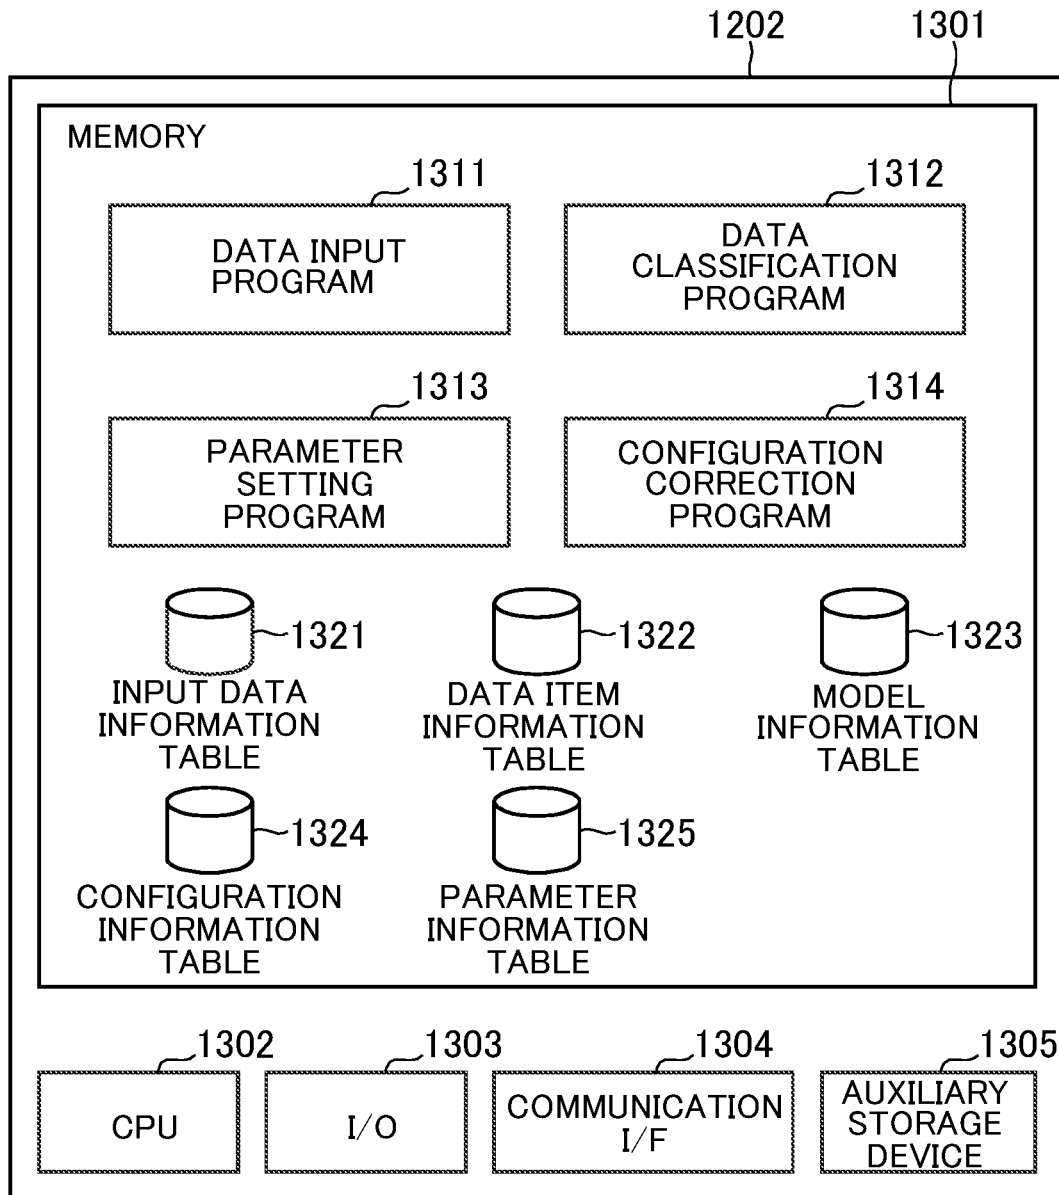 1202 1301
MEMORY
1311
DATA INPUT
PROGRAM
1312
DATA
CLASSIFICATION
PROGRAM
1313
PARAMETER
SETTING
PROGRAM
1314
CONFIGURATION
CORRECTION
PROGRAM
1321
INPUT DATA
INFORMATION
TABLE
1322
DATA ITEM
INFORMATION
TABLE
1323
MODEL
INFORMATION
TABLE
1324
CONFIGURATION
INFORMATION
TABLE
1325
PARAMETER
INFORMATION
TABLE
1302
CPU
1303
I/O
1304
COMMUNICATION
I/F
1305
AUXILIARY
STORAGE
DEVICE